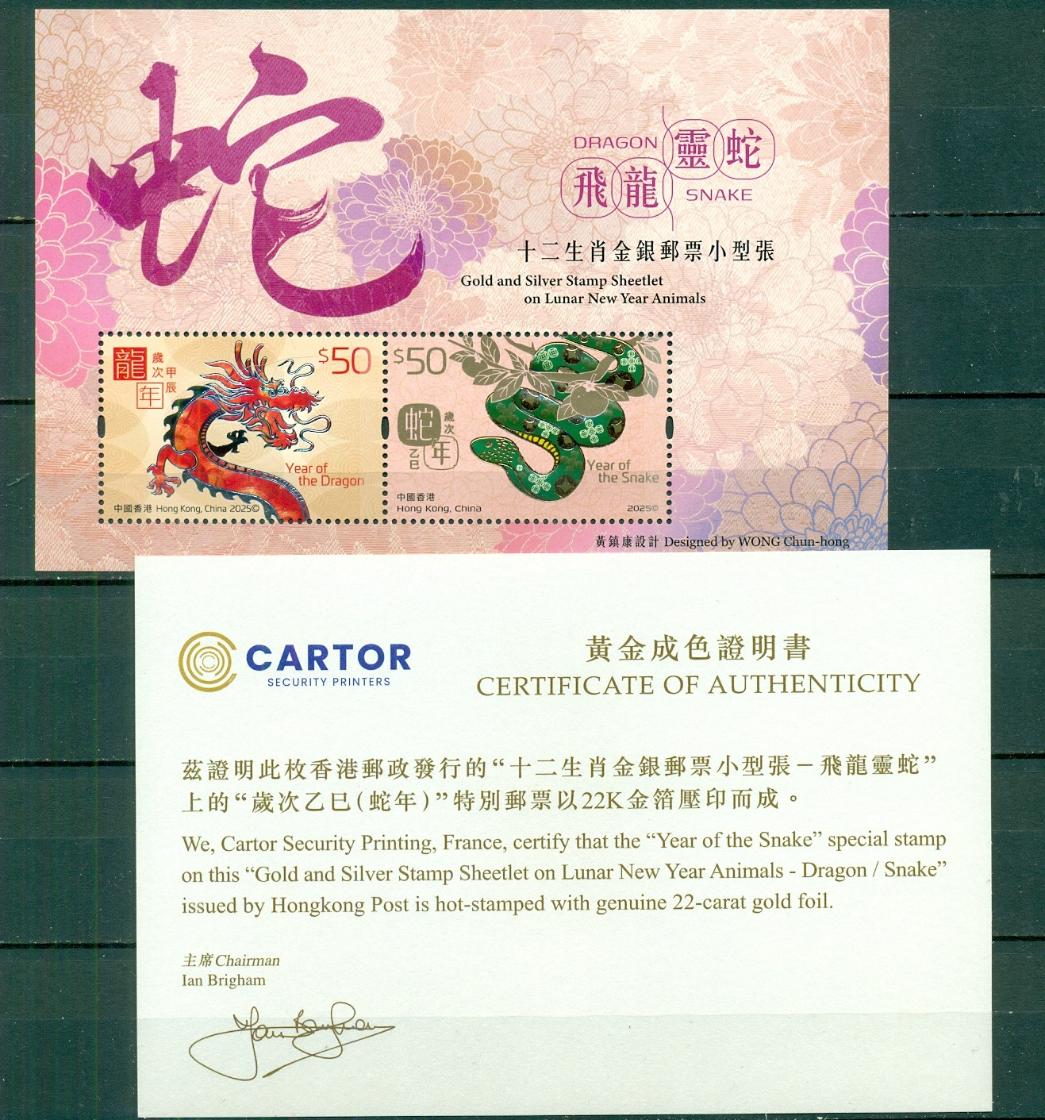 蛇
DRAGON 靈蛇
飛龍 SNAKE
十二生肖金銀郵票小型張
Gold and Silver Stamp Sheetlet
on Lunar New Year Animals
龍年
歲次甲辰
$50
Year of
the Dragon
中國香港 Hong Kong, China 2025©
$50
蛇年
歲次
乙巳
Year of
the Snake
中國香港
Hong Kong, China
2025©
黃鎮康設計 Designed by WONG Chun-hong
CARTOR
SECURITY PRINTERS
黃金成色證明書
CERTIFICATE OF AUTHENTICITY
茲證明此枚香港郵政發行的“十二生肖金銀郵票小型張－飛龍靈蛇”
上的“歲次乙巳(蛇年)”特別郵票以22K金箔壓印而成。
We, Cartor Security Printing, France, certify that the “Year of the Snake” special stamp
on this “Gold and Silver Stamp Sheetlet on Lunar New Year Animals - Dragon / Snake”
issued by Hongkong Post is hot-stamped with genuine 22-carat gold foil.
主席 Chairman
Ian Brigham